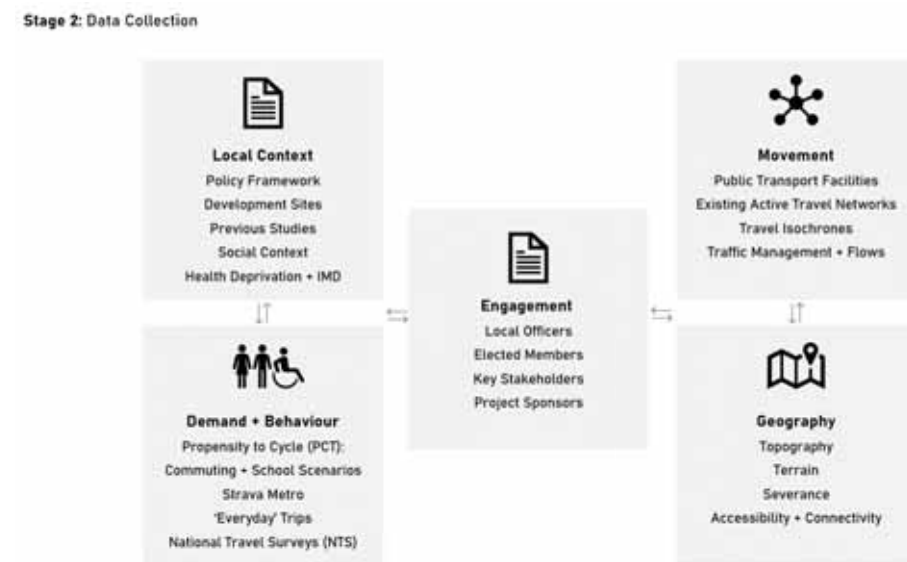 Stage 2: Data Collection
Local Context
Policy Framework
Development Sites
Previous Studies
Social Context
Health Deprivation + IMD
Movement
Public Transport Facilities
Existing Active Travel Networks
Travel Isochrones
Traffic Management + Flows
Engagement
Local Officers
Elected Members
Key Stakeholders
Project Sponsors
Demand + Behaviour
Propensity to Cycle (PCT):
Commuting + School Scenarios
Strava Metro
'Everyday' Trips
National Travel Surveys (NTS)
Geography
Topography
Terrain
Severance
Accessibility + Connectivity